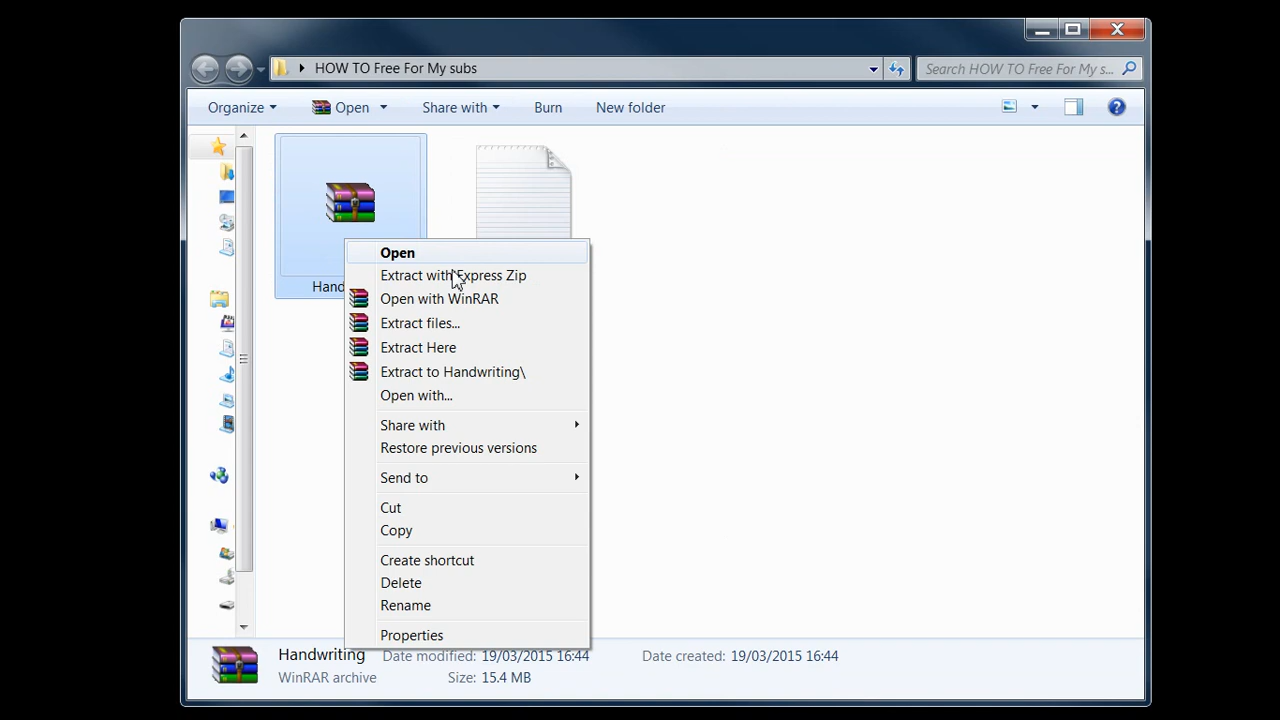 HOW TO Free For My subs
Search HOW TO Free For My s...
Organize Open Share with Burn New folder
Hand
Open
Extract with Express Zip
Open with WinRAR
Extract files...
Extract Here
Extract to Handwriting\
Open with...
Share with
Restore previous versions
Send to
Cut
Copy
Create shortcut
Delete
Rename
Properties
Handwriting Date modified: 19/03/2015 16:44 Date created: 19/03/2015 16:44
WinRAR archive Size: 15.4 MB